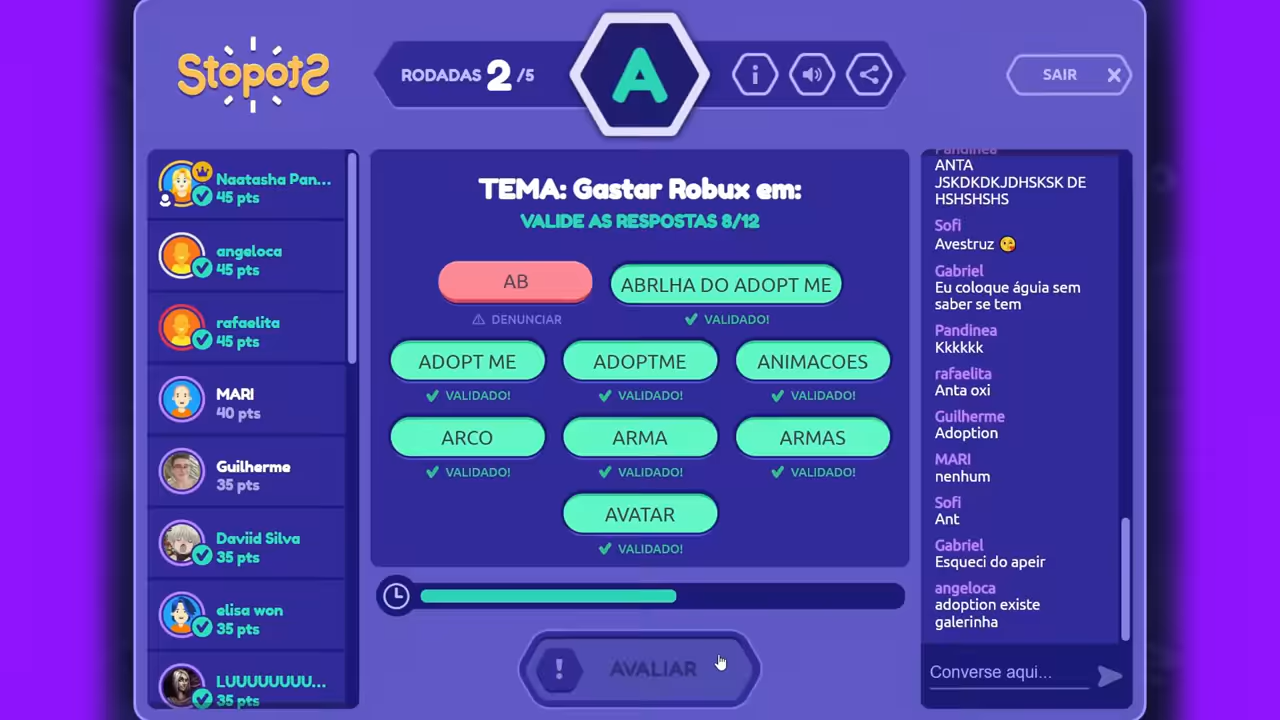 StopotS
RODADAS 2 /5
A
SAIR
Naatasha Pan...
45 pts
angeloca
45 pts
rafaelita
45 pts
MARI
40 pts
Guilherme
35 pts
Daviid Silva
35 pts
elisa won
35 pts
LUUUUUUUU...
35 pts
TEMA: Gastar Robux em:
VALIDE AS RESPOSTAS 8/12
AB
ABRLHA DO ADOPT ME
DENUNCIAR
VALIDADO!
ADOPT ME
ADOPTME
ANIMACOES
VALIDADO!
VALIDADO!
VALIDADO!
ARCO
ARMA
ARMAS
VALIDADO!
VALIDADO!
VALIDADO!
AVATAR
VALIDADO!
! AVALIAR
Pandinea
ANTA
JSKDKDKJDHSKSK DE
HSHSHSHS
Sofi
Avestruz 😘
Gabriel
Eu coloque águia sem
saber se tem
Pandinea
Kkkkkk
rafaelita
Anta oxi
Guilherme
Adoption
MARI
nenhum
Sofi
Ant
Gabriel
Esqueci do apeir
angeloca
adoption existe
galerinha
Converse aqui...